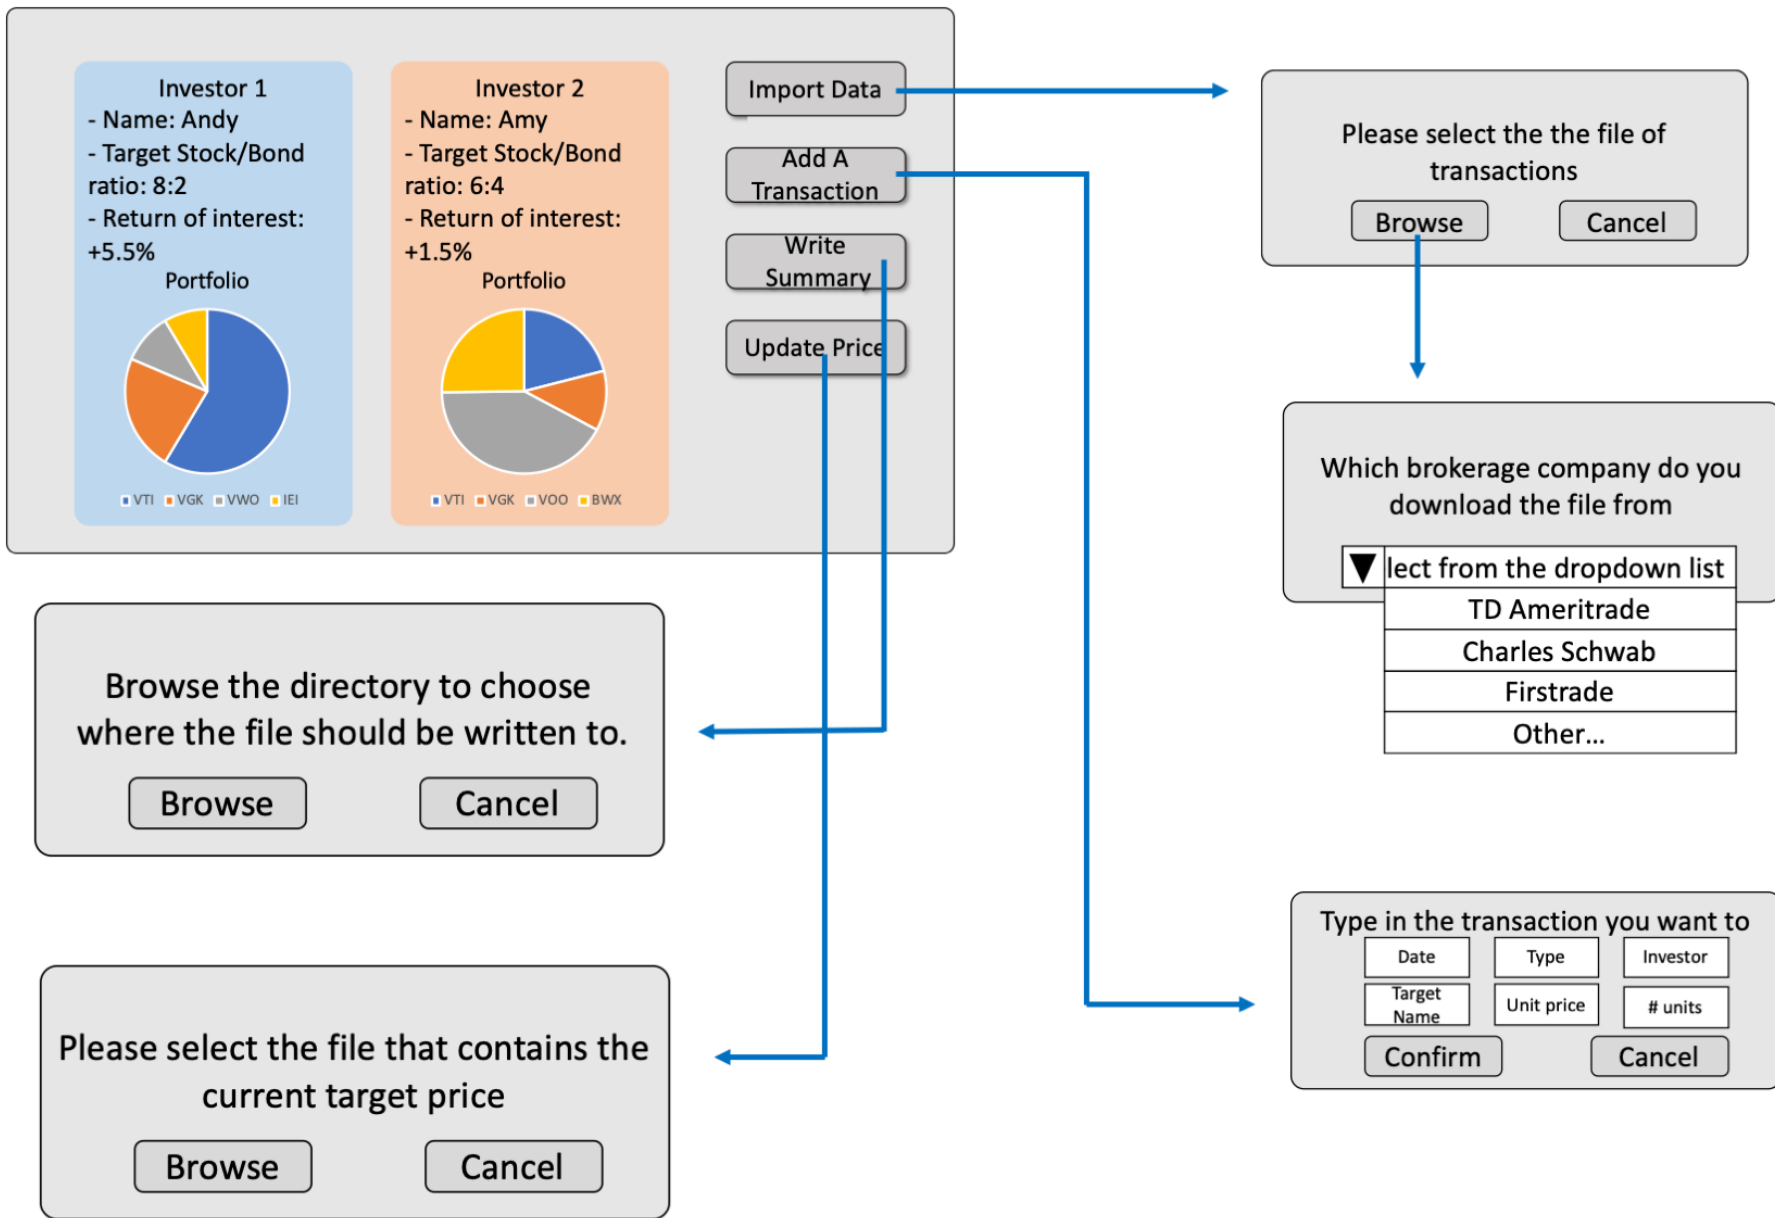 Investor 1
- Name: Andy
- Target Stock/Bond
ratio: 8:2
- Return of interest:
+5.5%
Portfolio
VTI VGK VWO IEI
Investor 2
- Name: Amy
- Target Stock/Bond
ratio: 6:4
- Return of interest:
+1.5%
Portfolio
VTI VGK VOO BWX
Import Data
Add A
Transaction
Write
Summary
Update Price
Please select the the file of
transactions
Browse Cancel
Which brokerage company do you
download the file from
lect from the dropdown list
TD Ameritrade
Charles Schwab
Firstrade
Other...
Browse the directory to choose
where the file should be written to.
Browse Cancel
Type in the transaction you want to
Date Type Investor
Target
Name
Unit price # units
Confirm Cancel
Please select the file that contains the
current target price
Browse Cancel